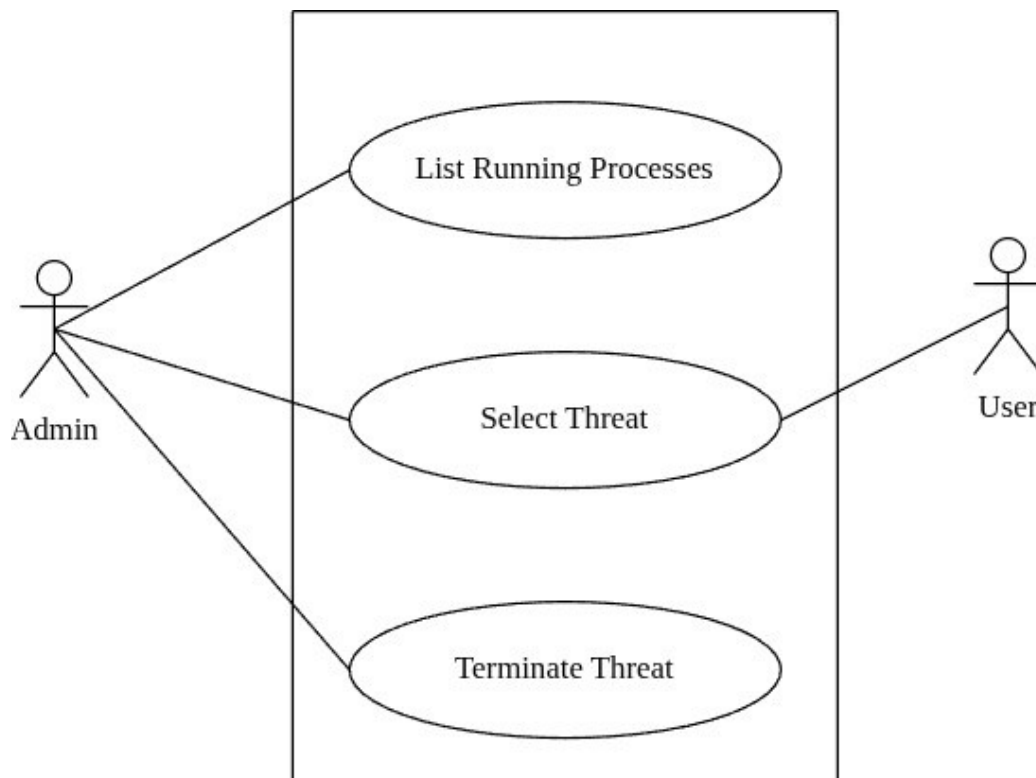 List Running Processes
Admin
Select Threat
User
Terminate Threat